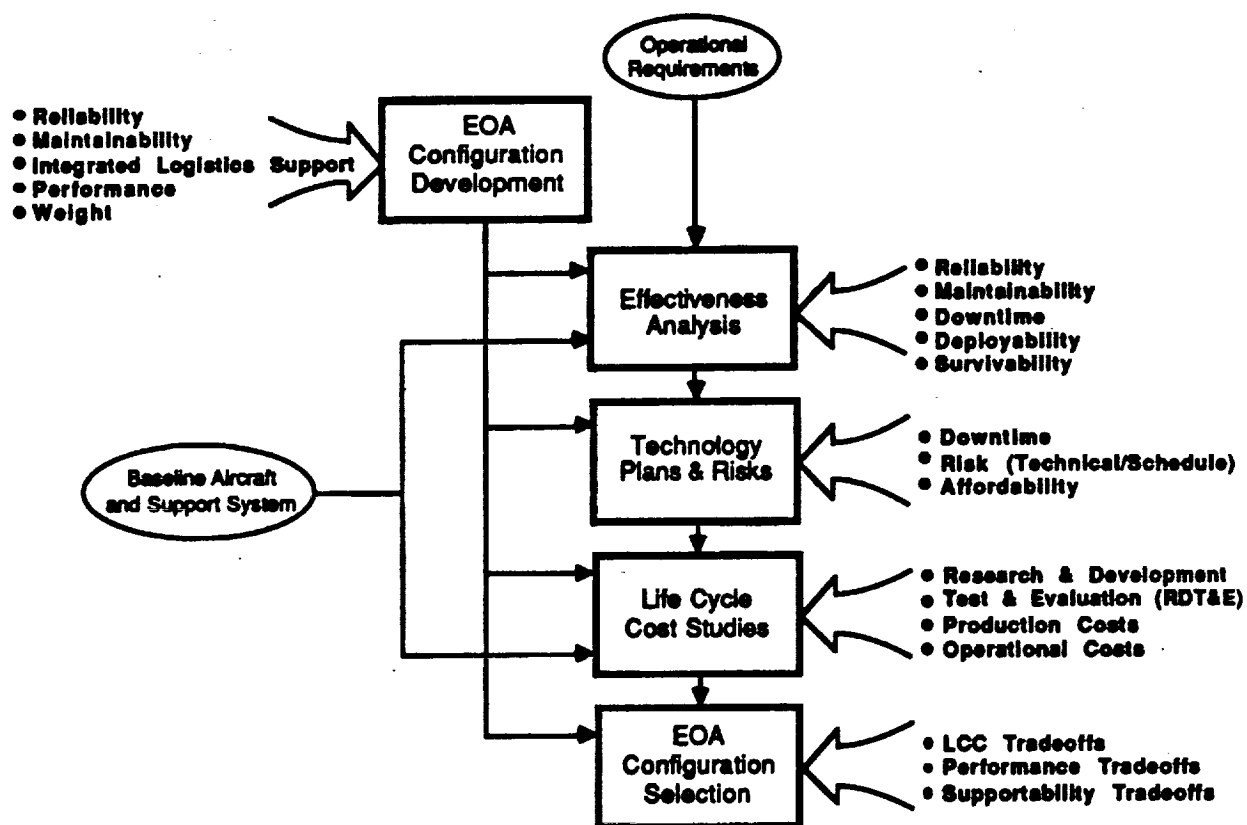 Operational
Requirements
• Reliability
• Maintainability
• Integrated Logistics Support
• Performance
• Weight
EOA
Configuration
Development
Effectiveness
Analysis
• Reliability
• Maintainability
• Downtime
• Deployability
• Survivability
Technology
Plans & Risks
• Downtime
• Risk (Technical/Schedule)
• Affordability
Baseline Aircraft
and Support System
Life Cycle
Cost Studies
• Research & Development
• Test & Evaluation (RDT&E)
• Production Costs
• Operational Costs
EOA
Configuration
Selection
• LCC Tradeoffs
• Performance Tradeoffs
• Supportability Tradeoffs